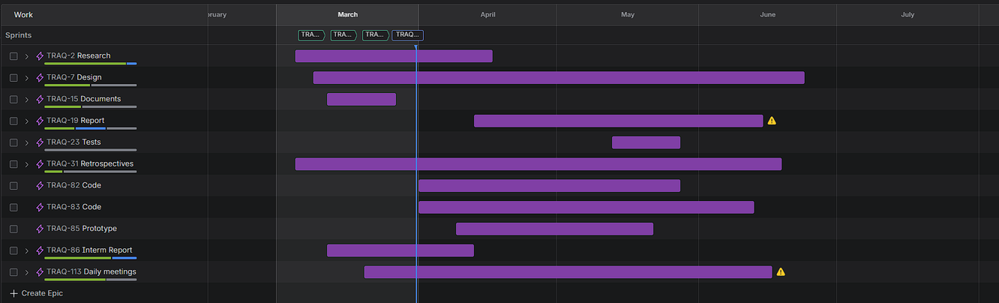 Work
ruary March April May June July
Sprints
TRA... TRA... TRA... TRAQ...
TRAQ-2 Research
TRAQ-7 Design
TRAQ-15 Documents
TRAQ-19 Report
TRAQ-23 Tests
TRAQ-31 Retrospectives
TRAQ-82 Code
TRAQ-83 Code
TRAQ-85 Prototype
TRAQ-86 Interm Report
TRAQ-113 Daily meetings
+ Create Epic